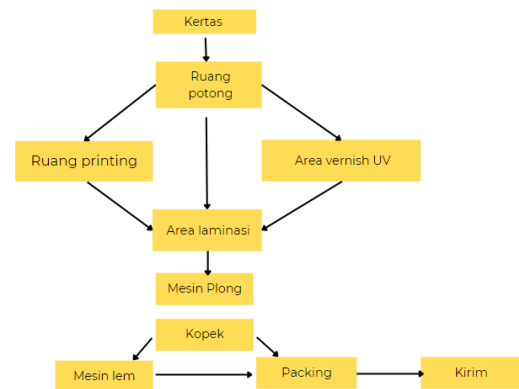 Kertas
Ruang
potong
Ruang printing
Area vernish UV
Area laminasi
Mesin Plong
Kopek
Mesin lem
Packing
Kirim